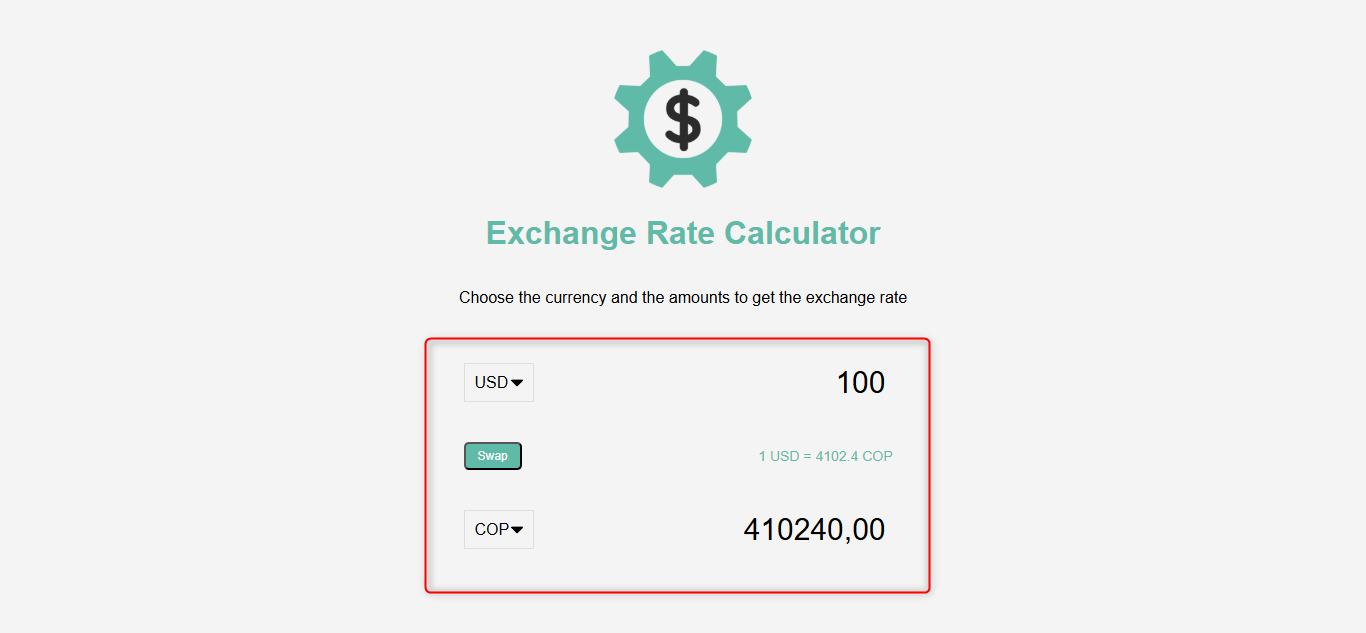 $
Exchange Rate Calculator
Choose the currency and the amounts to get the exchange rate
USD 100
Swap 1 USD = 4102.4 COP
COP 410240,00